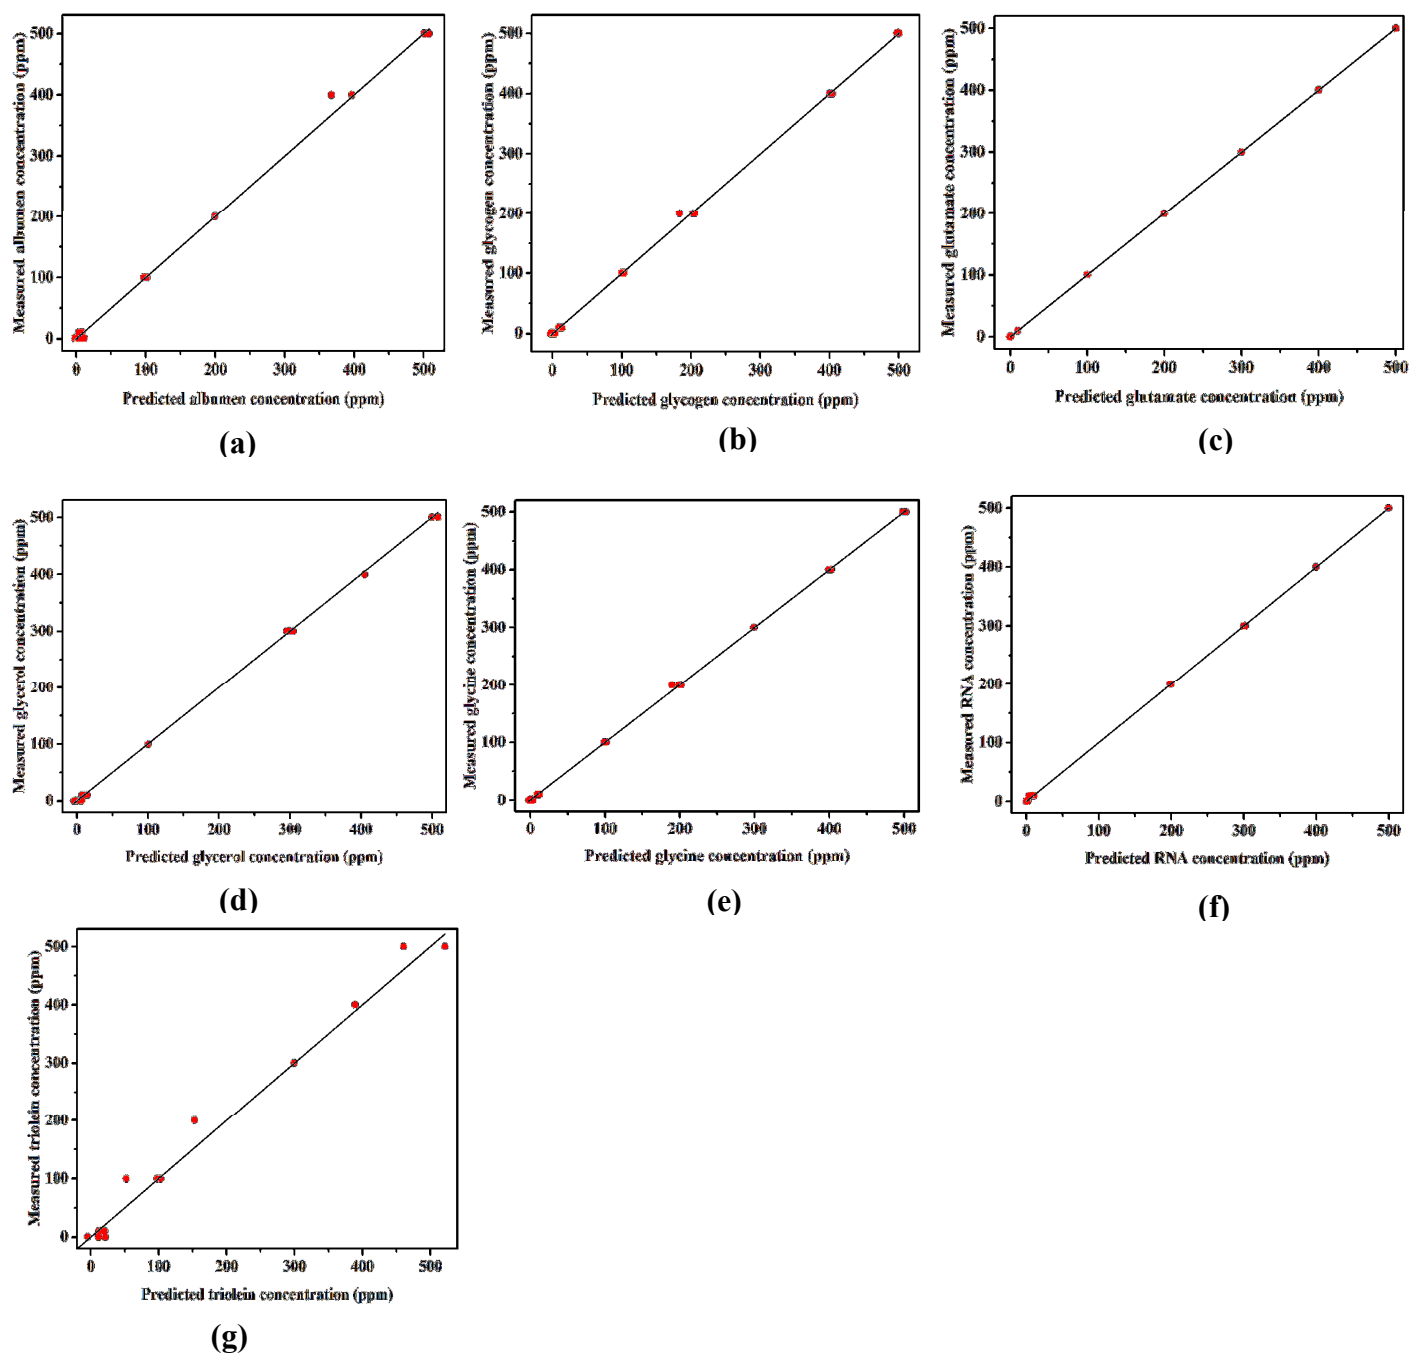 Measured albumen concentration (ppm)
500
400
300
200
100
0
0 100 200 300 400 500
Predicted albumen concentration (ppm)
(a)
Measured glycogen concentration (ppm)
500
400
300
200
100
0
0 100 200 300 400 500
Predicted glycogen concentration (ppm)
(b)
Measured glutamate concentration (ppm)
500
400
300
200
100
0
0 100 200 300 400 500
Predicted glutamate concentration (ppm)
(c)
Measured glycerol concentration (ppm)
500
400
300
200
100
0
0 100 200 300 400 500
Predicted glycerol concentration (ppm)
(d)
Measured glycine concentration (ppm)
500
400
300
200
100
0
0 100 200 300 400 500
Predicted glycine concentration (ppm)
(e)
Measured RNA concentration (ppm)
500
400
300
200
100
0
0 100 200 300 400 500
Predicted RNA concentration (ppm)
(f)
Measured triolein concentration (ppm)
500
400
300
200
100
0
0 100 200 300 400 500
Predicted triolein concentration (ppm)
(g)